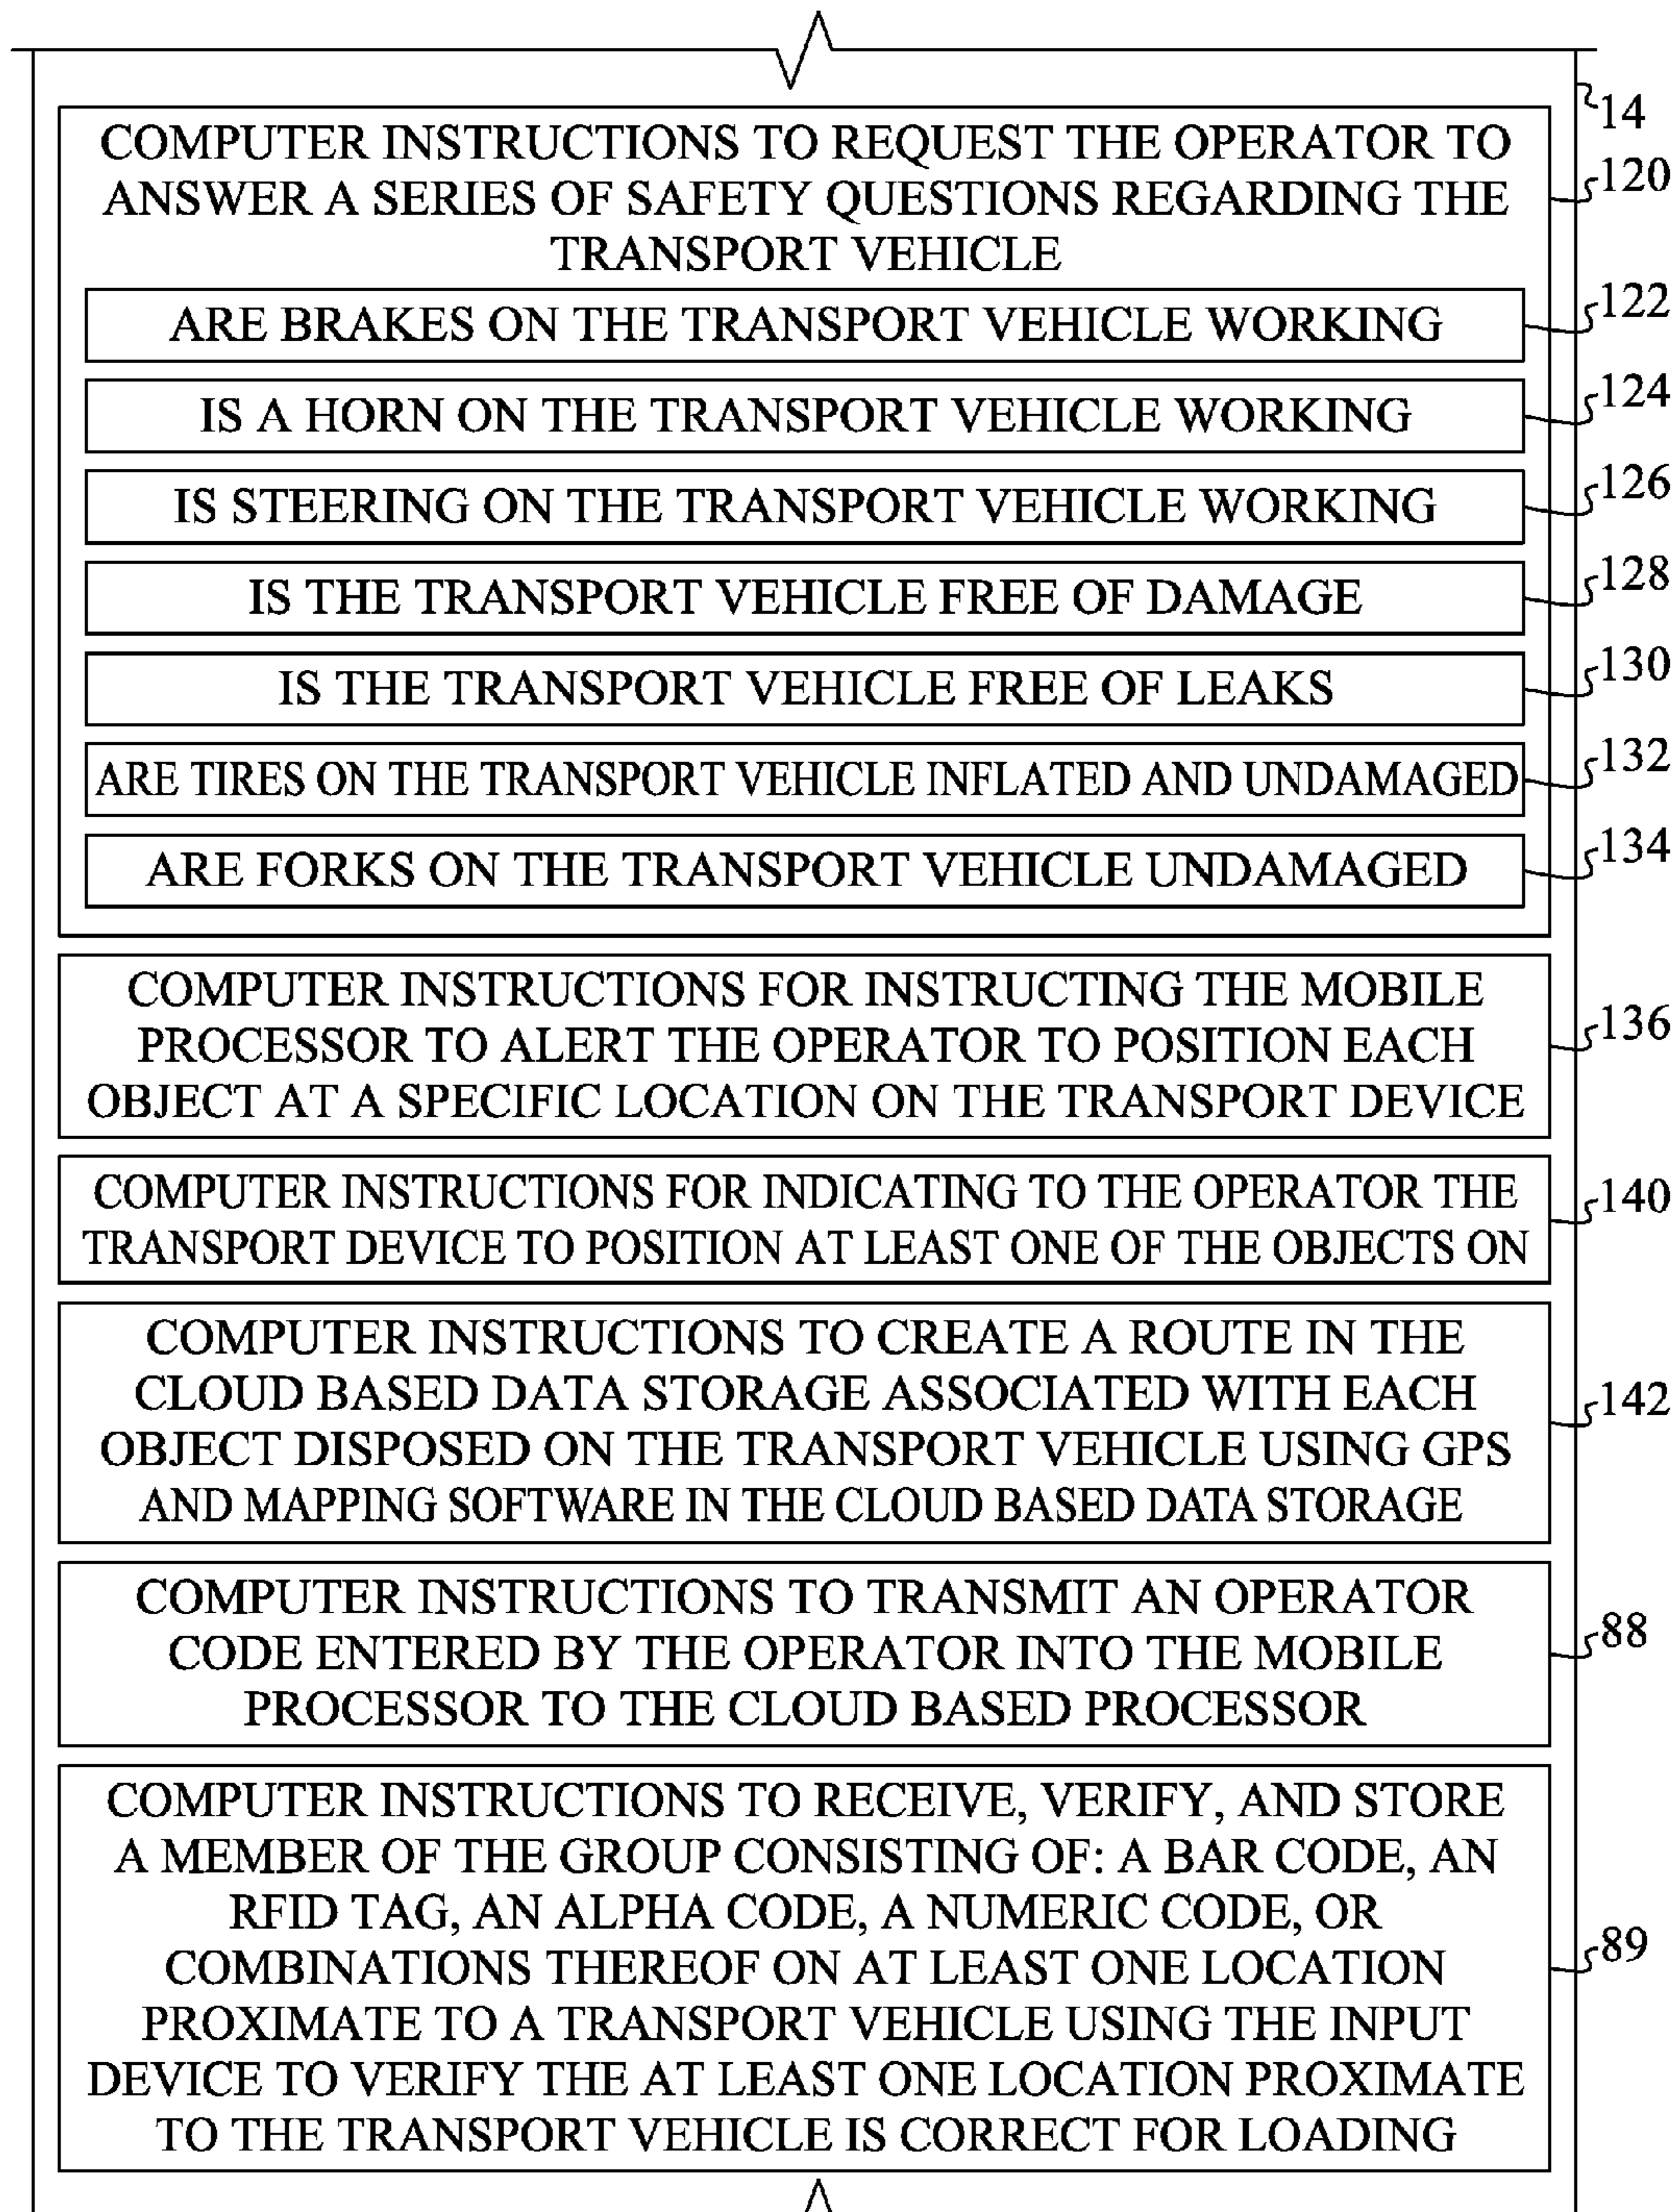 14
COMPUTER INSTRUCTIONS TO REQUEST THE OPERATOR TO
ANSWER A SERIES OF SAFETY QUESTIONS REGARDING THE
TRANSPORT VEHICLE
120
ARE BRAKES ON THE TRANSPORT VEHICLE WORKING
122
IS A HORN ON THE TRANSPORT VEHICLE WORKING
124
IS STEERING ON THE TRANSPORT VEHICLE WORKING
126
IS THE TRANSPORT VEHICLE FREE OF DAMAGE
128
IS THE TRANSPORT VEHICLE FREE OF LEAKS
130
ARE TIRES ON THE TRANSPORT VEHICLE INFLATED AND UNDAMAGED
132
ARE FORKS ON THE TRANSPORT VEHICLE UNDAMAGED
134
COMPUTER INSTRUCTIONS FOR INSTRUCTING THE MOBILE
PROCESSOR TO ALERT THE OPERATOR TO POSITION EACH
OBJECT AT A SPECIFIC LOCATION ON THE TRANSPORT DEVICE
136
COMPUTER INSTRUCTIONS FOR INDICATING TO THE OPERATOR THE
TRANSPORT DEVICE TO POSITION AT LEAST ONE OF THE OBJECTS ON
140
COMPUTER INSTRUCTIONS TO CREATE A ROUTE IN THE
CLOUD BASED DATA STORAGE ASSOCIATED WITH EACH
OBJECT DISPOSED ON THE TRANSPORT VEHICLE USING GPS
AND MAPPING SOFTWARE IN THE CLOUD BASED DATA STORAGE
142
COMPUTER INSTRUCTIONS TO TRANSMIT AN OPERATOR
CODE ENTERED BY THE OPERATOR INTO THE MOBILE
PROCESSOR TO THE CLOUD BASED PROCESSOR
88
COMPUTER INSTRUCTIONS TO RECEIVE, VERIFY, AND STORE
A MEMBER OF THE GROUP CONSISTING OF: A BAR CODE, AN
RFID TAG, AN ALPHA CODE, A NUMERIC CODE, OR
COMBINATIONS THEREOF ON AT LEAST ONE LOCATION
PROXIMATE TO A TRANSPORT VEHICLE USING THE INPUT
DEVICE TO VERIFY THE AT LEAST ONE LOCATION PROXIMATE
TO THE TRANSPORT VEHICLE IS CORRECT FOR LOADING
89